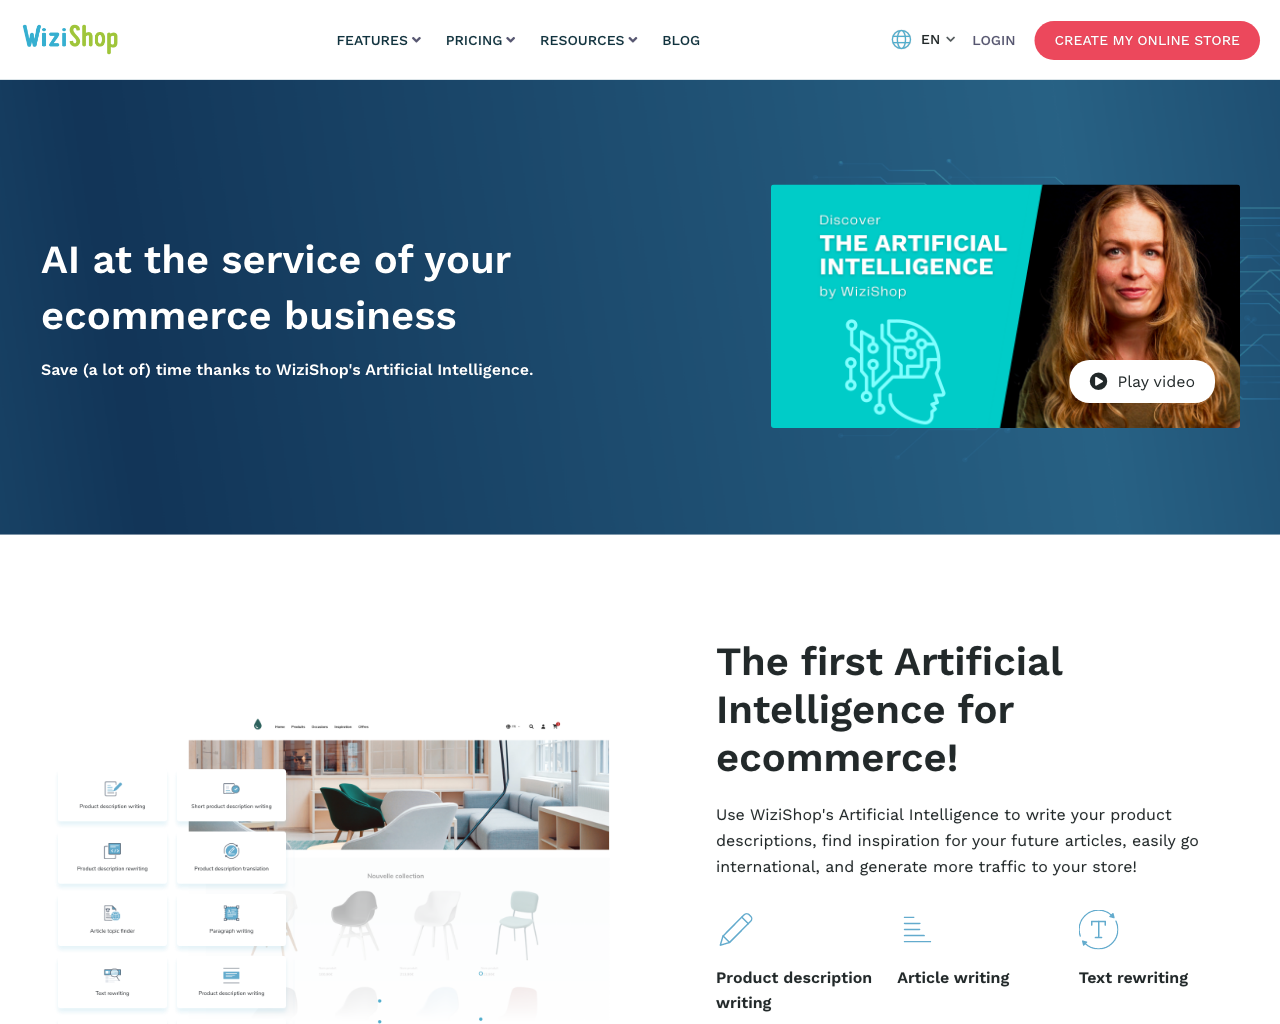 WiziShop
FEATURES
PRICING
RESOURCES
BLOG
EN
LOGIN
CREATE MY ONLINE STORE
AI at the service of your
ecommerce business
Save (a lot of) time thanks to WiziShop's Artificial Intelligence.
Discover
THE ARTIFICIAL
INTELLIGENCE
by WiziShop
Play video
The first Artificial
Intelligence for
ecommerce!
Use WiziShop's Artificial Intelligence to write your product
descriptions, find inspiration for your future articles, easily go
international, and generate more traffic to your store!
Product description
writing
Article writing
Text rewriting
Home Products Occasions Inspiration Offers
Product description writing
Short product description writing
Product description rewriting
Product description translation
Nouvelle collection
Article topic finder
Paragraph writing
Text rewriting
Product description writing